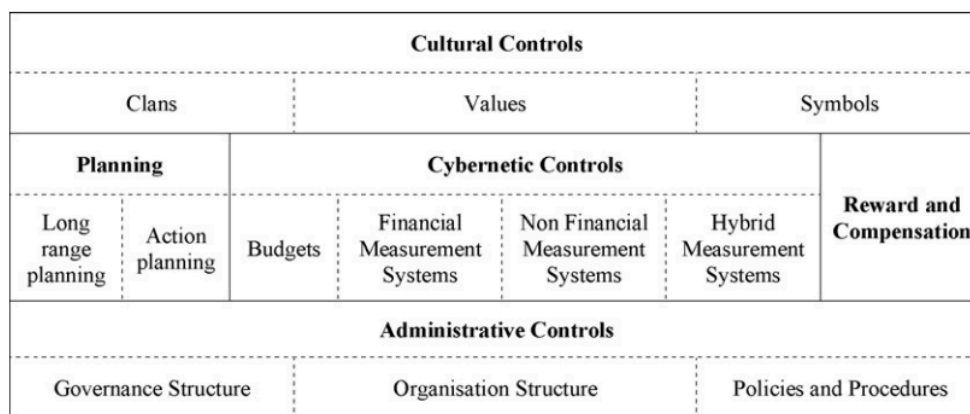 Cultural Controls
Clans
Values
Symbols
Planning
Cybernetic Controls
Reward and
Compensation
Long
range
planning
Action
planning
Budgets
Financial
Measurement
Systems
Non Financial
Measurement
Systems
Hybrid
Measurement
Systems
Administrative Controls
Governance Structure
Organisation Structure
Policies and Procedures